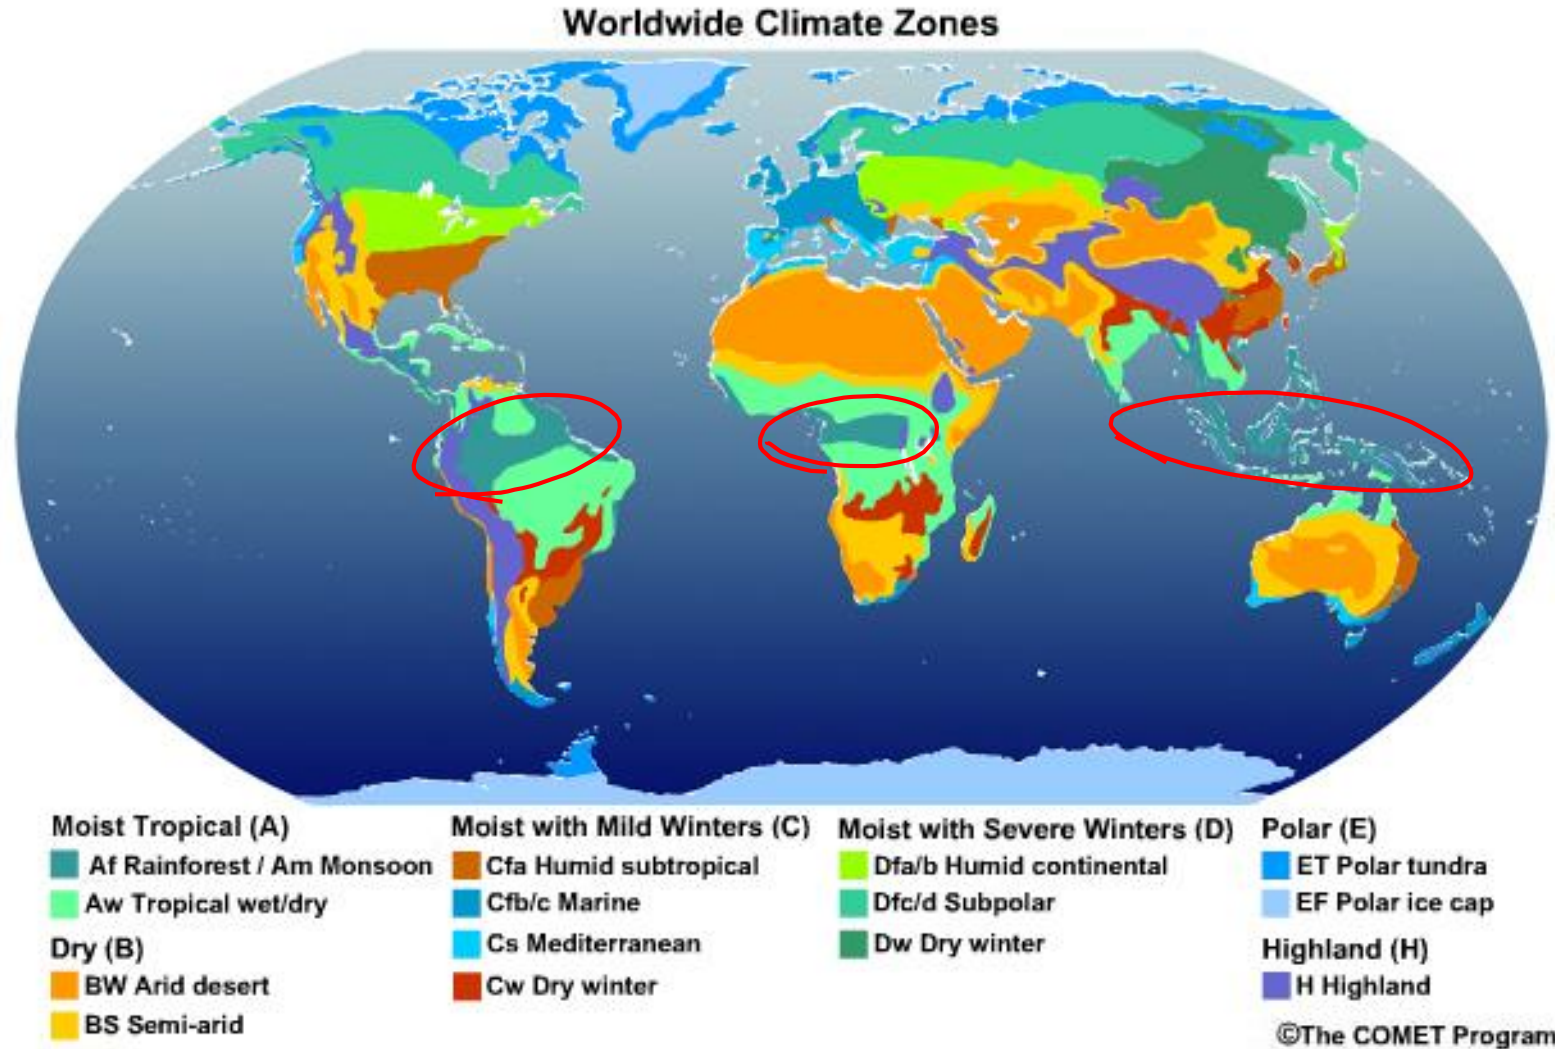 Worldwide Climate Zones
Moist Tropical (A)
Af Rainforest / Am Monsoon
Aw Tropical wet/dry
Dry (B)
BW Arid desert
BS Semi-arid
Moist with Mild Winters (C)
Cfa Humid subtropical
Cfb/c Marine
Cs Mediterranean
Cw Dry winter
Moist with Severe Winters (D)
Dfa/b Humid continental
Dfc/d Subpolar
Dw Dry winter
Polar (E)
ET Polar tundra
EF Polar ice cap
Highland (H)
H Highland
©The COMET Program